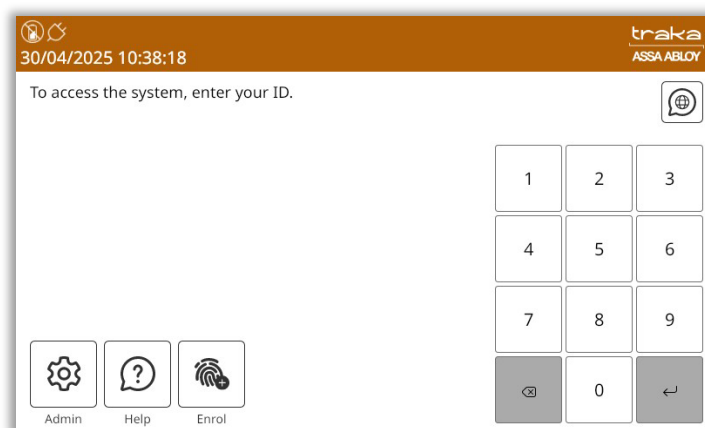 traka
30/04/2025 10:38:18
ASSA ABLOY
To access the system, enter your ID.
1 2 3
4 5 6
7 8 9
0
Admin Help Enrol